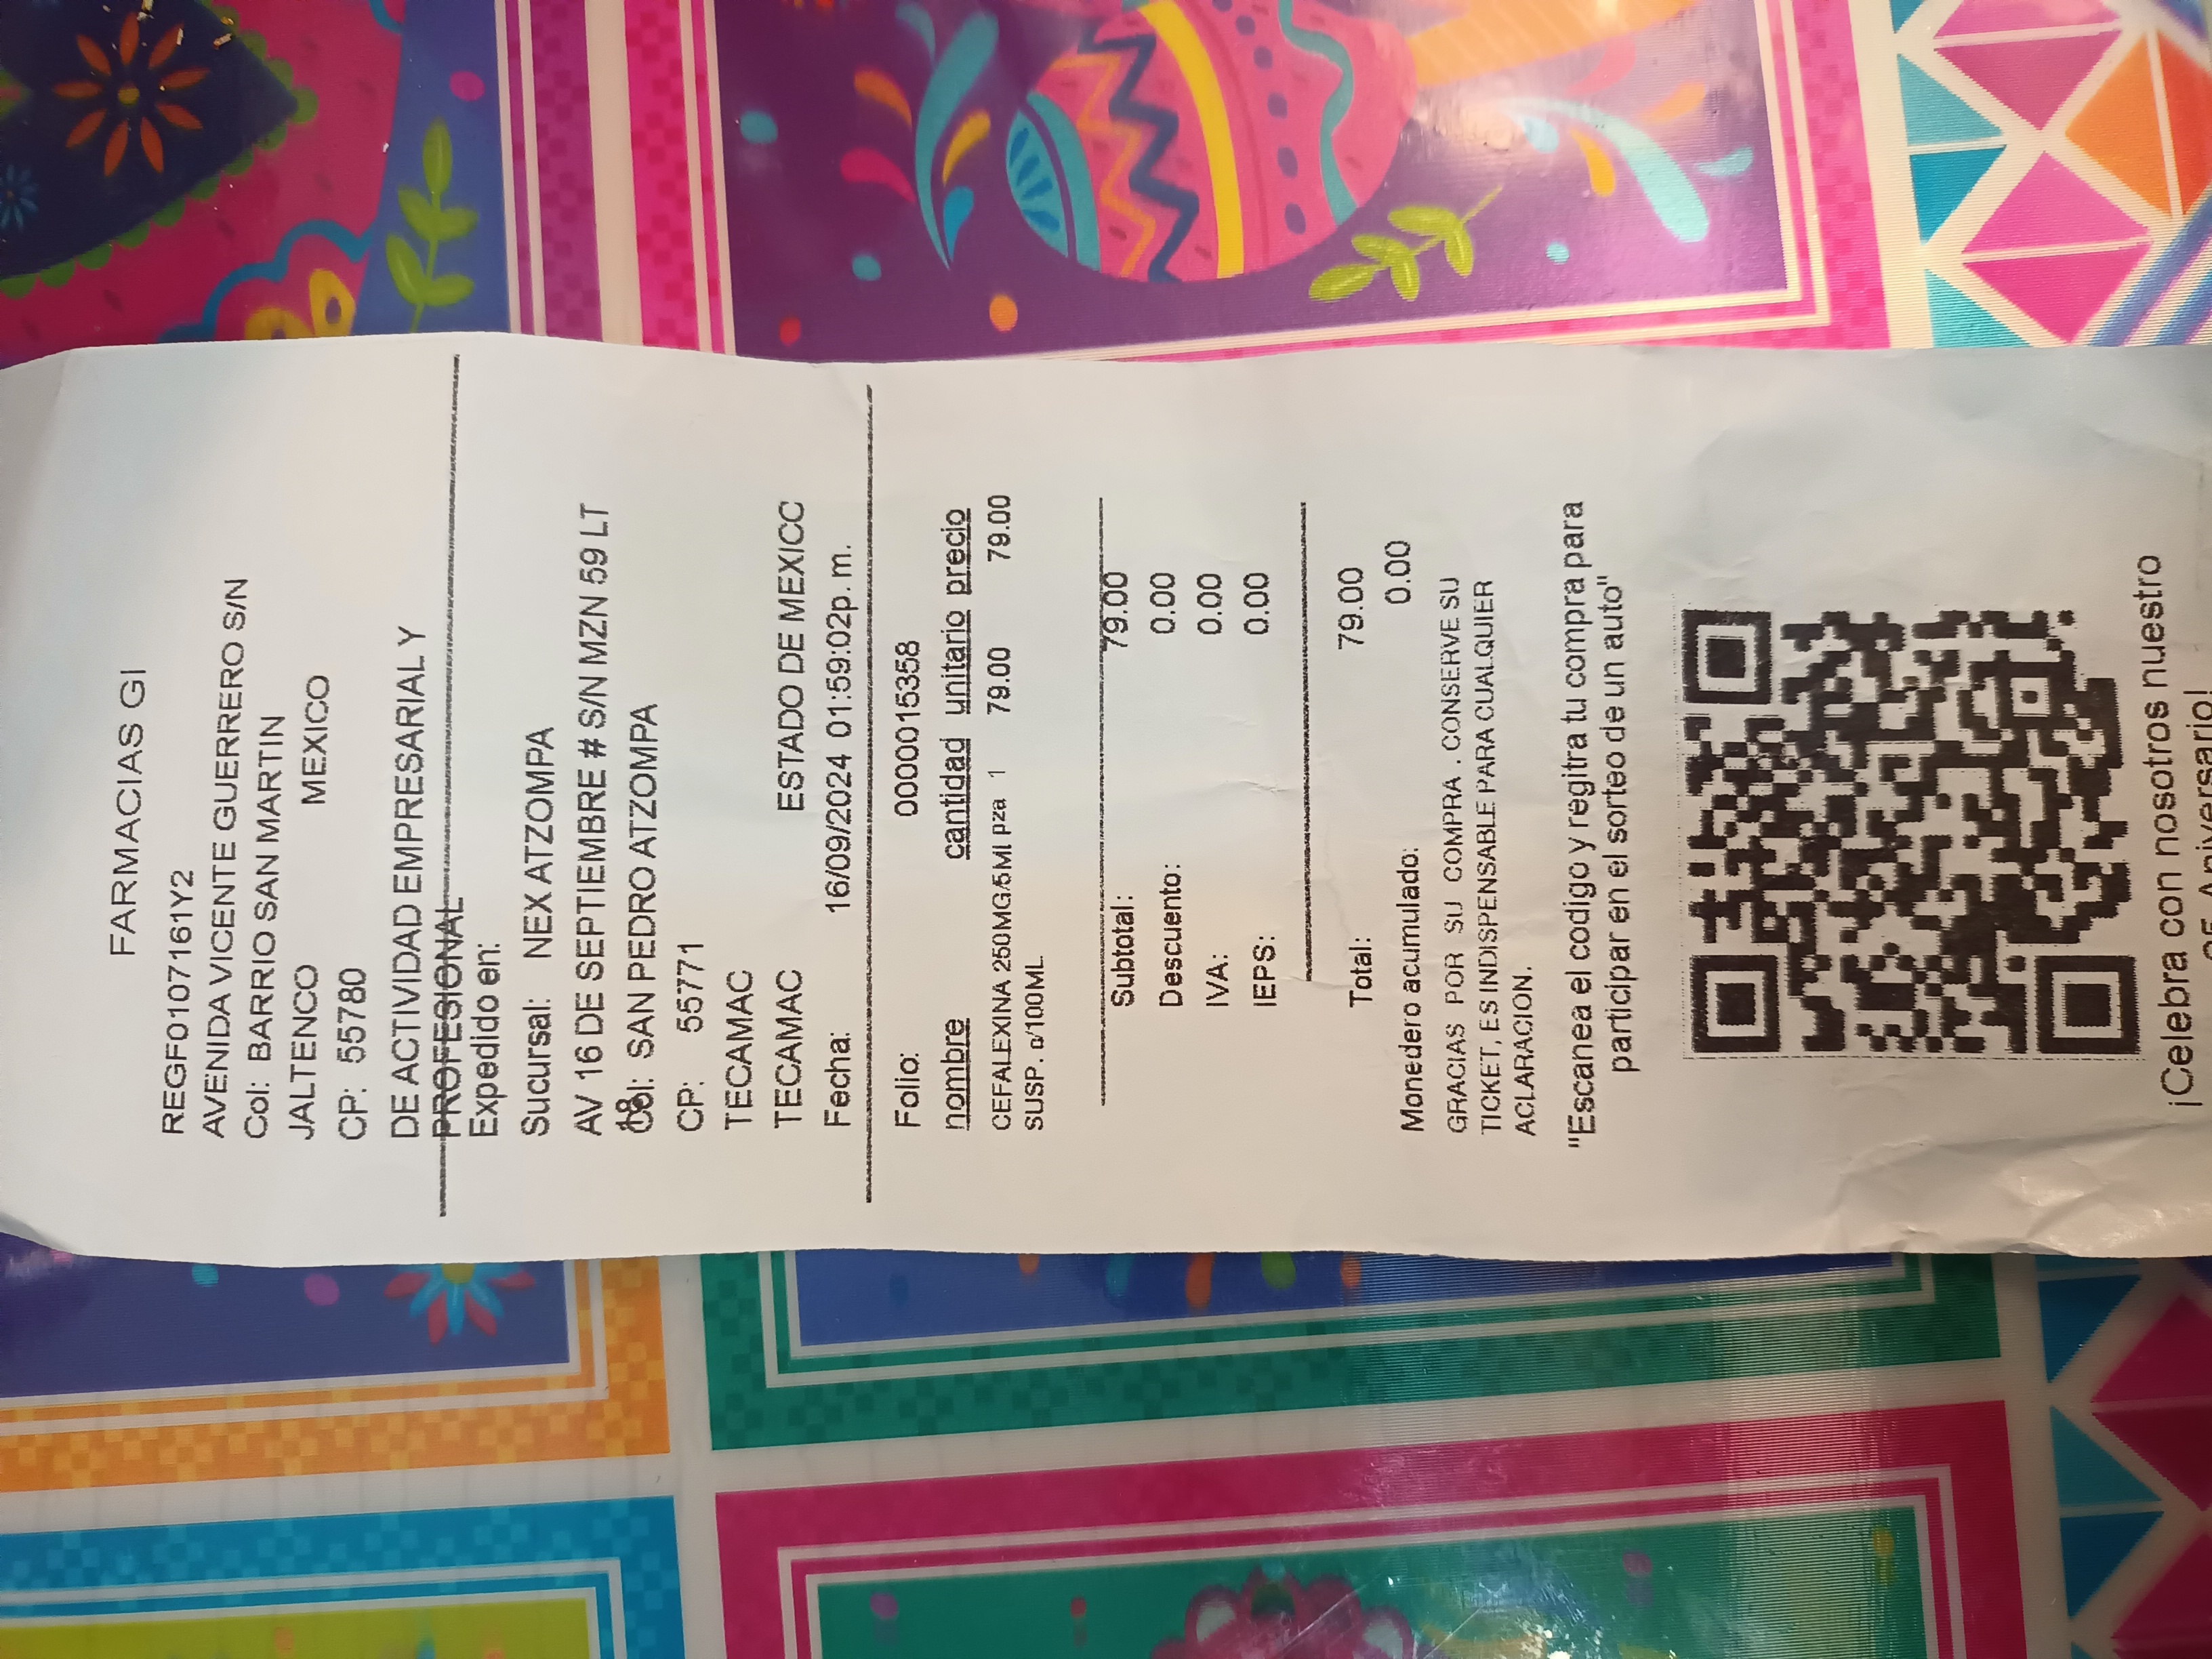 FARMACIAS GI
REGF0107161Y2
AVENIDA VICENTE GUERRERO S/N
Col: BARRIO SAN MARTIN
JALTENCO MEXICO
CP: 55780
DE ACTIVIDAD EMPRESARIAL Y
PROFESIONAL
Expedido en:
Sucursal: NEX ATZOMPA
AV 16 DE SEPTIEMBRE # S/N MZN 59 LT
18
Col: SAN PEDRO ATZOMPA
CP: 55771
TECAMAC
TECAMAC ESTADO DE MEXICC
Fecha: 16/09/2024 01:59:02p. m.
Folio: 0000015358
nombre cantidad unitario precio
CEFALEXINA 250MG/5Ml pza 1 79.00 79.00
SUSP. c/100ML
Subtotal: 79.00
Descuento: 0.00
IVA: 0.00
IEPS: 0.00
Total: 79.00
Monedero acumulado: 0.00
GRACIAS POR SU COMPRA . CONSERVE SU
TICKET, ES INDISPENSABLE PARA CUALQUIER
ACLARACION.
"Escanea el codigo y regitra tu compra para
participar en el sorteo de un auto"
¡Celebra con nosotros nuestro
Aniversario!